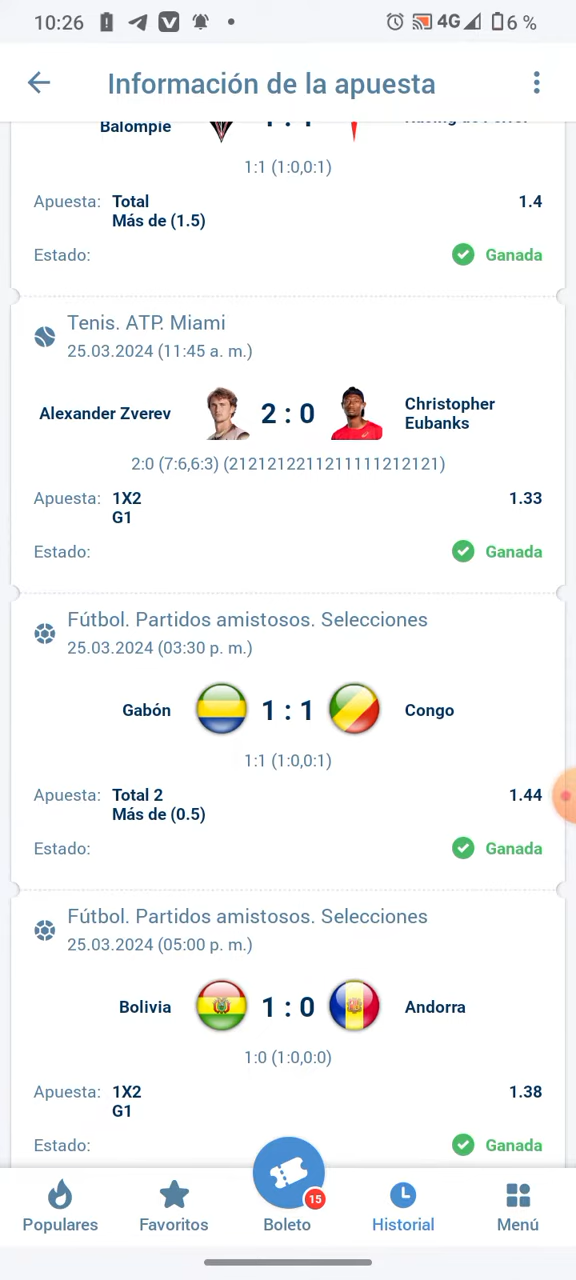 10:26 4G 6 %
Información de la apuesta
Balompié 1 : 1
1:1 (1:0,0:1)
Apuesta: Total 1.4
Más de (1.5)
Estado: Ganada
Tenis. ATP. Miami
25.03.2024 (11:45 a. m.)
Alexander Zverev 2 : 0 Christopher
Eubanks
2:0 (7:6,6:3) (2121212211211111212121)
Apuesta: 1X2 1.33
G1
Estado: Ganada
Fútbol. Partidos amistosos. Selecciones
25.03.2024 (03:30 p. m.)
Gabón 1 : 1 Congo
1:1 (1:0,0:1)
Apuesta: Total 2 1.44
Más de (0.5)
Estado: Ganada
Fútbol. Partidos amistosos. Selecciones
25.03.2024 (05:00 p. m.)
Bolivia 1 : 0 Andorra
1:0 (1:0,0:0)
Apuesta: 1X2 1.38
G1
Estado: Ganada
15
Populares Favoritos Boleto Historial Menú